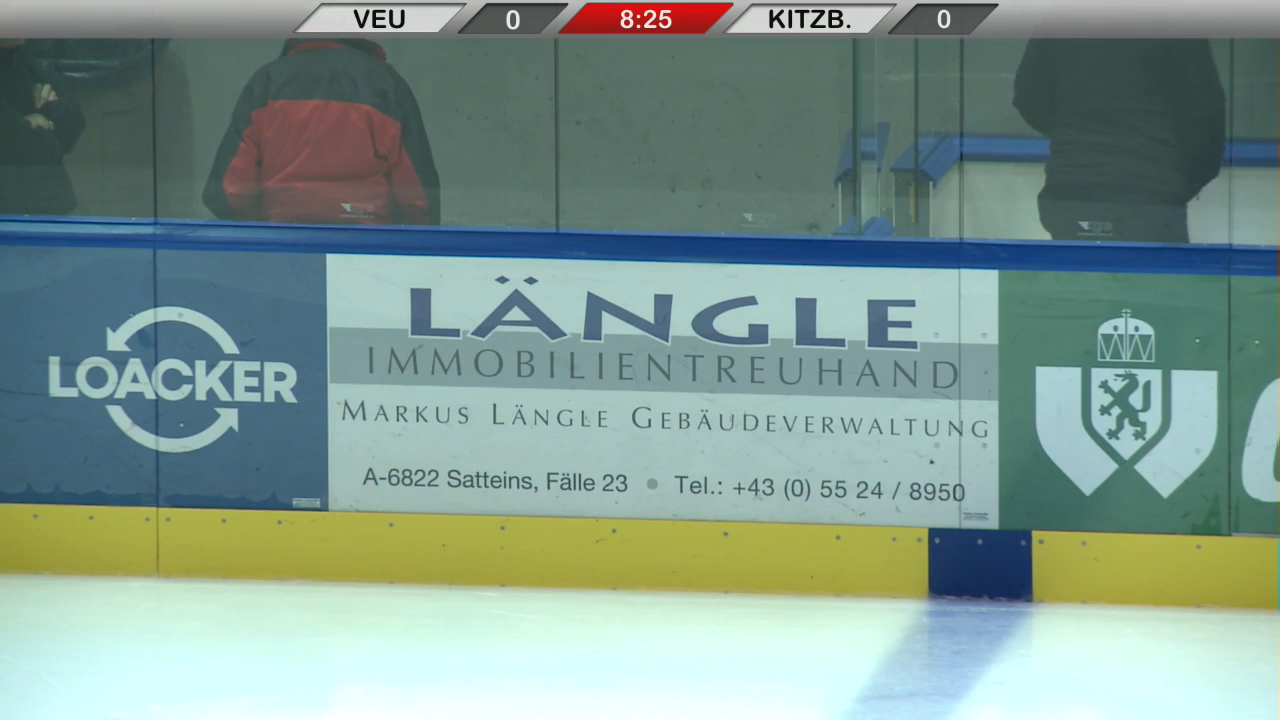 VEU 0 8:25 KITZB. 0
LOACKER
LÄNGLE
IMMOBILIENTREUHAND
MARKUS LÄNGLE GEBÄUDEVERWALTUNG
A-6822 Satteins, Fälle 23 • Tel.: +43 (0) 55 24 / 8950